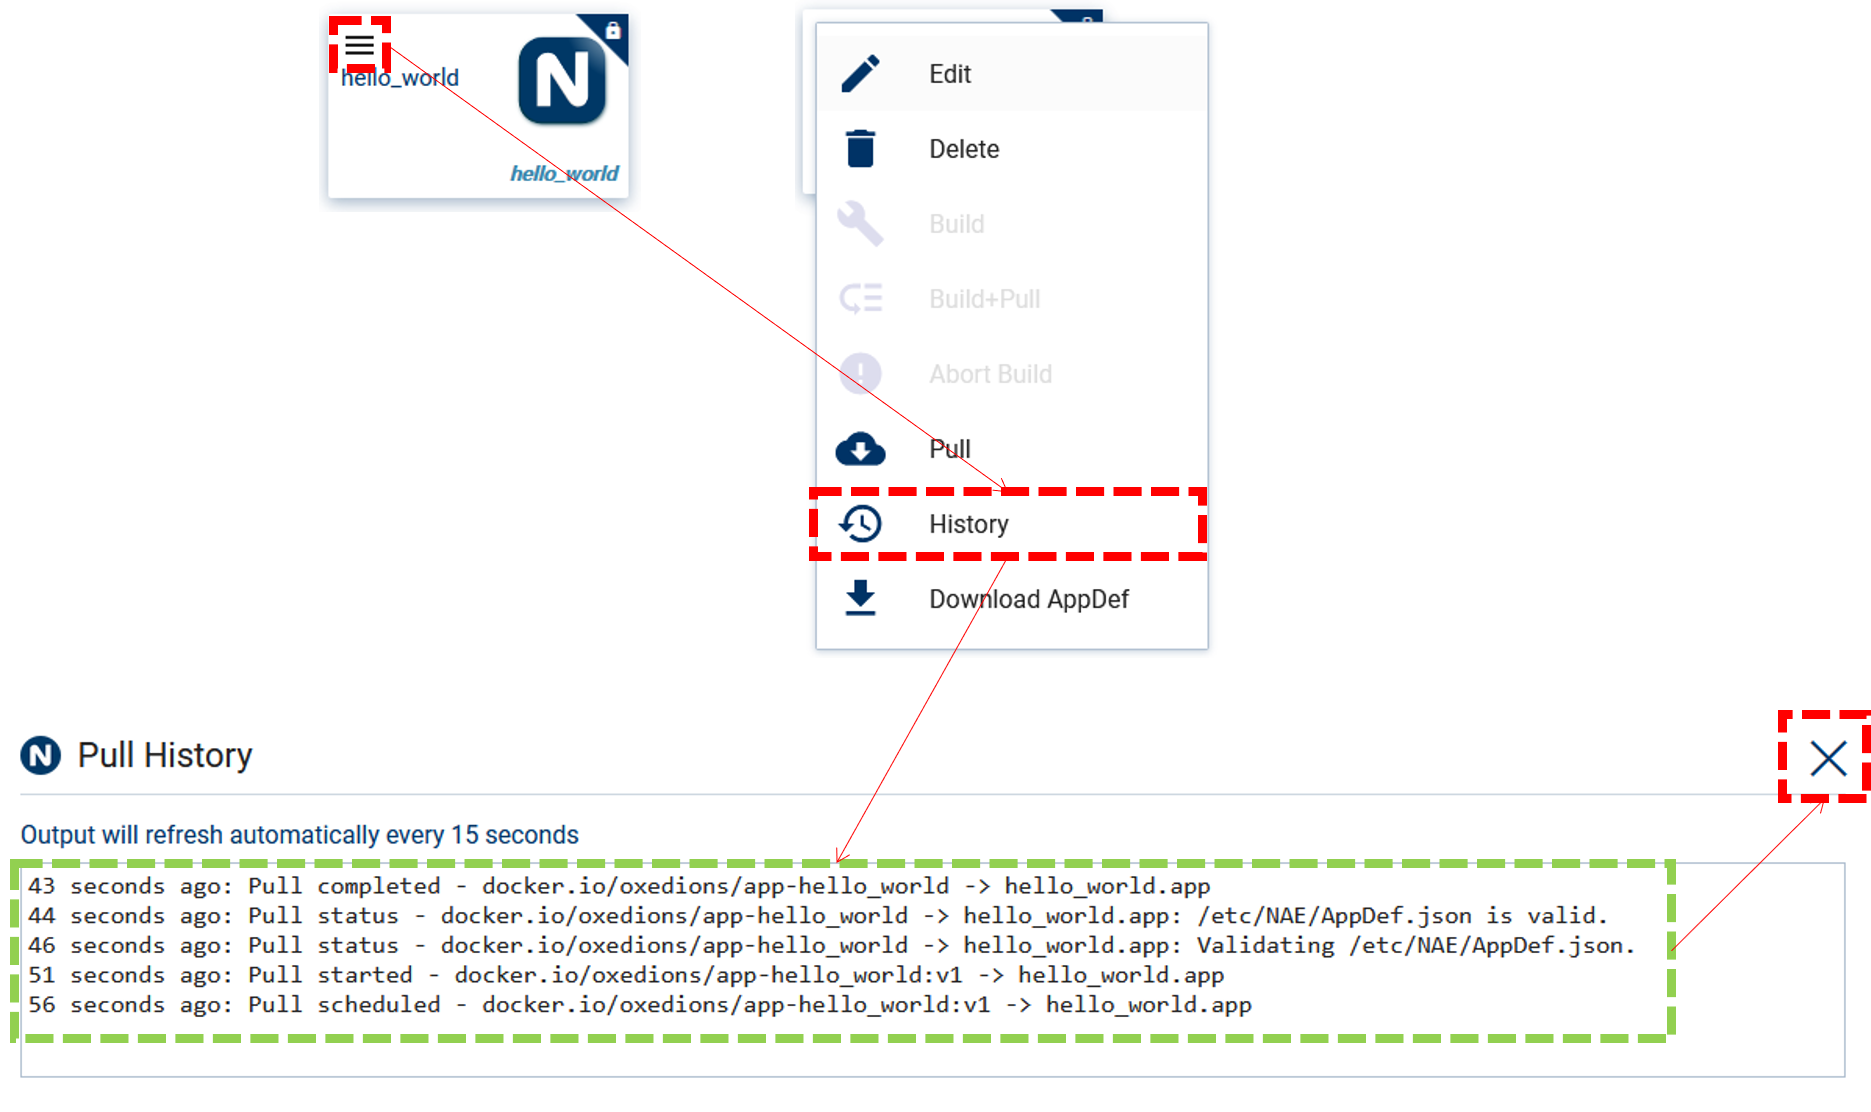 hello_world
N
hello_world
Edit
Delete
Build
Build+Pull
Abort Build
Pull
History
Download AppDef
N Pull History
Output will refresh automatically every 15 seconds
43 seconds ago: Pull completed - docker.io/oxedions/app-hello_world -> hello_world.app
44 seconds ago: Pull status - docker.io/oxedions/app-hello_world -> hello_world.app: /etc/NAE/AppDef.json is valid.
46 seconds ago: Pull status - docker.io/oxedions/app-hello_world -> hello_world.app: Validating /etc/NAE/AppDef.json.
51 seconds ago: Pull started - docker.io/oxedions/app-hello_world:v1 -> hello_world.app
56 seconds ago: Pull scheduled - docker.io/oxedions/app-hello_world:v1 -> hello_world.app